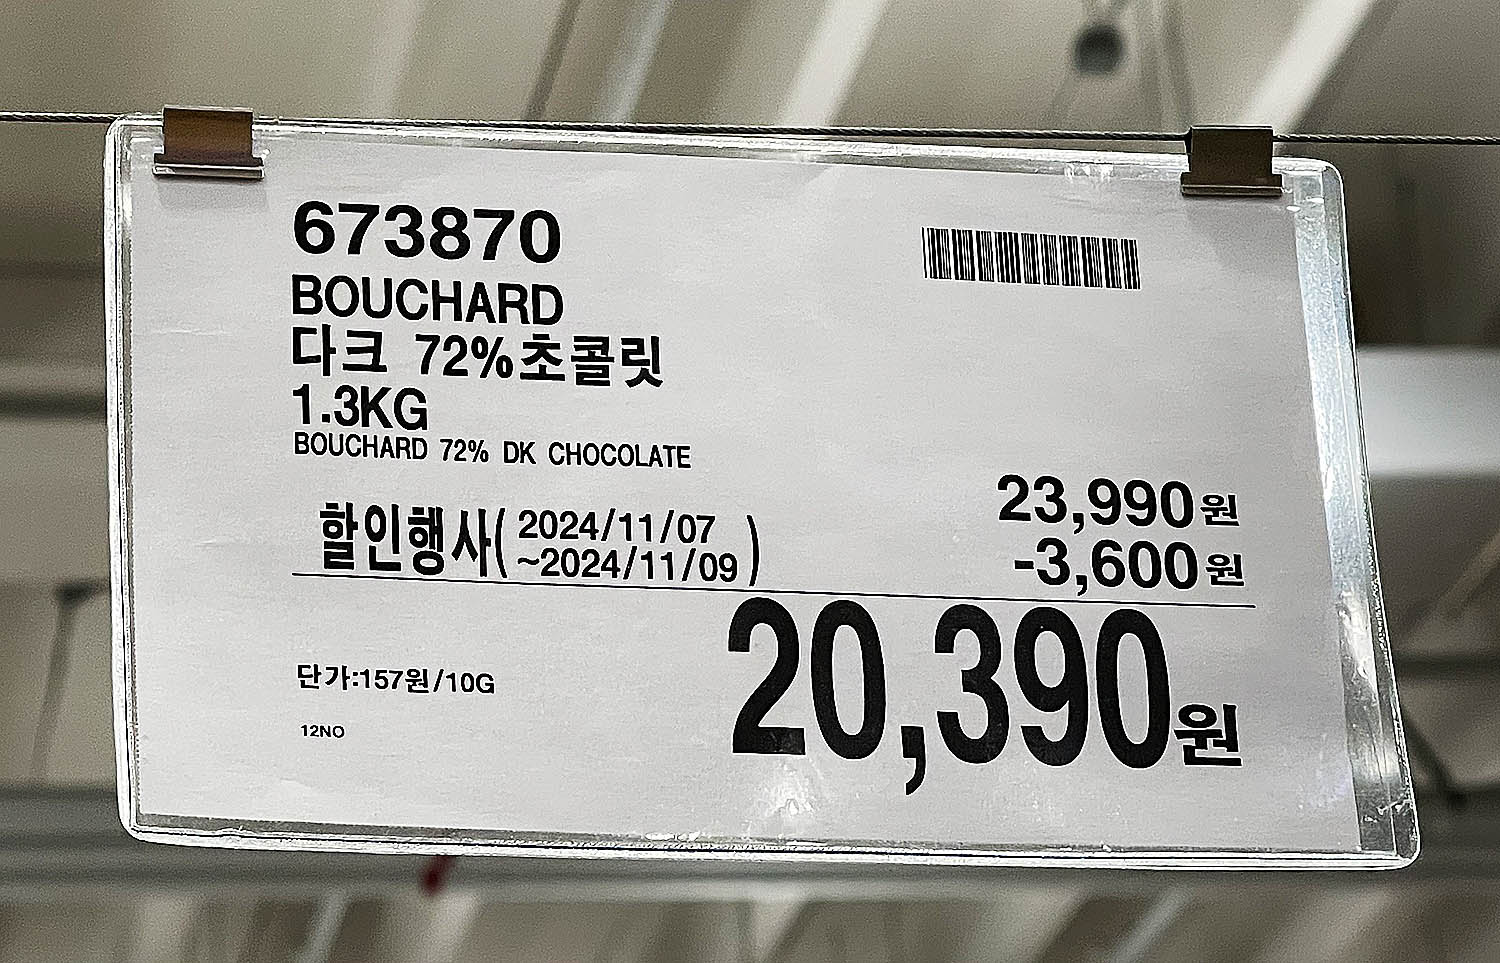 673870
BOUCHARD
다크 72%초콜릿
1.3KG
BOUCHARD 72% DK CHOCOLATE
23,990원
할인행사(2024/11/07
~2024/11/09)
-3,600원
20,390원
단가:157원/10G
12NO